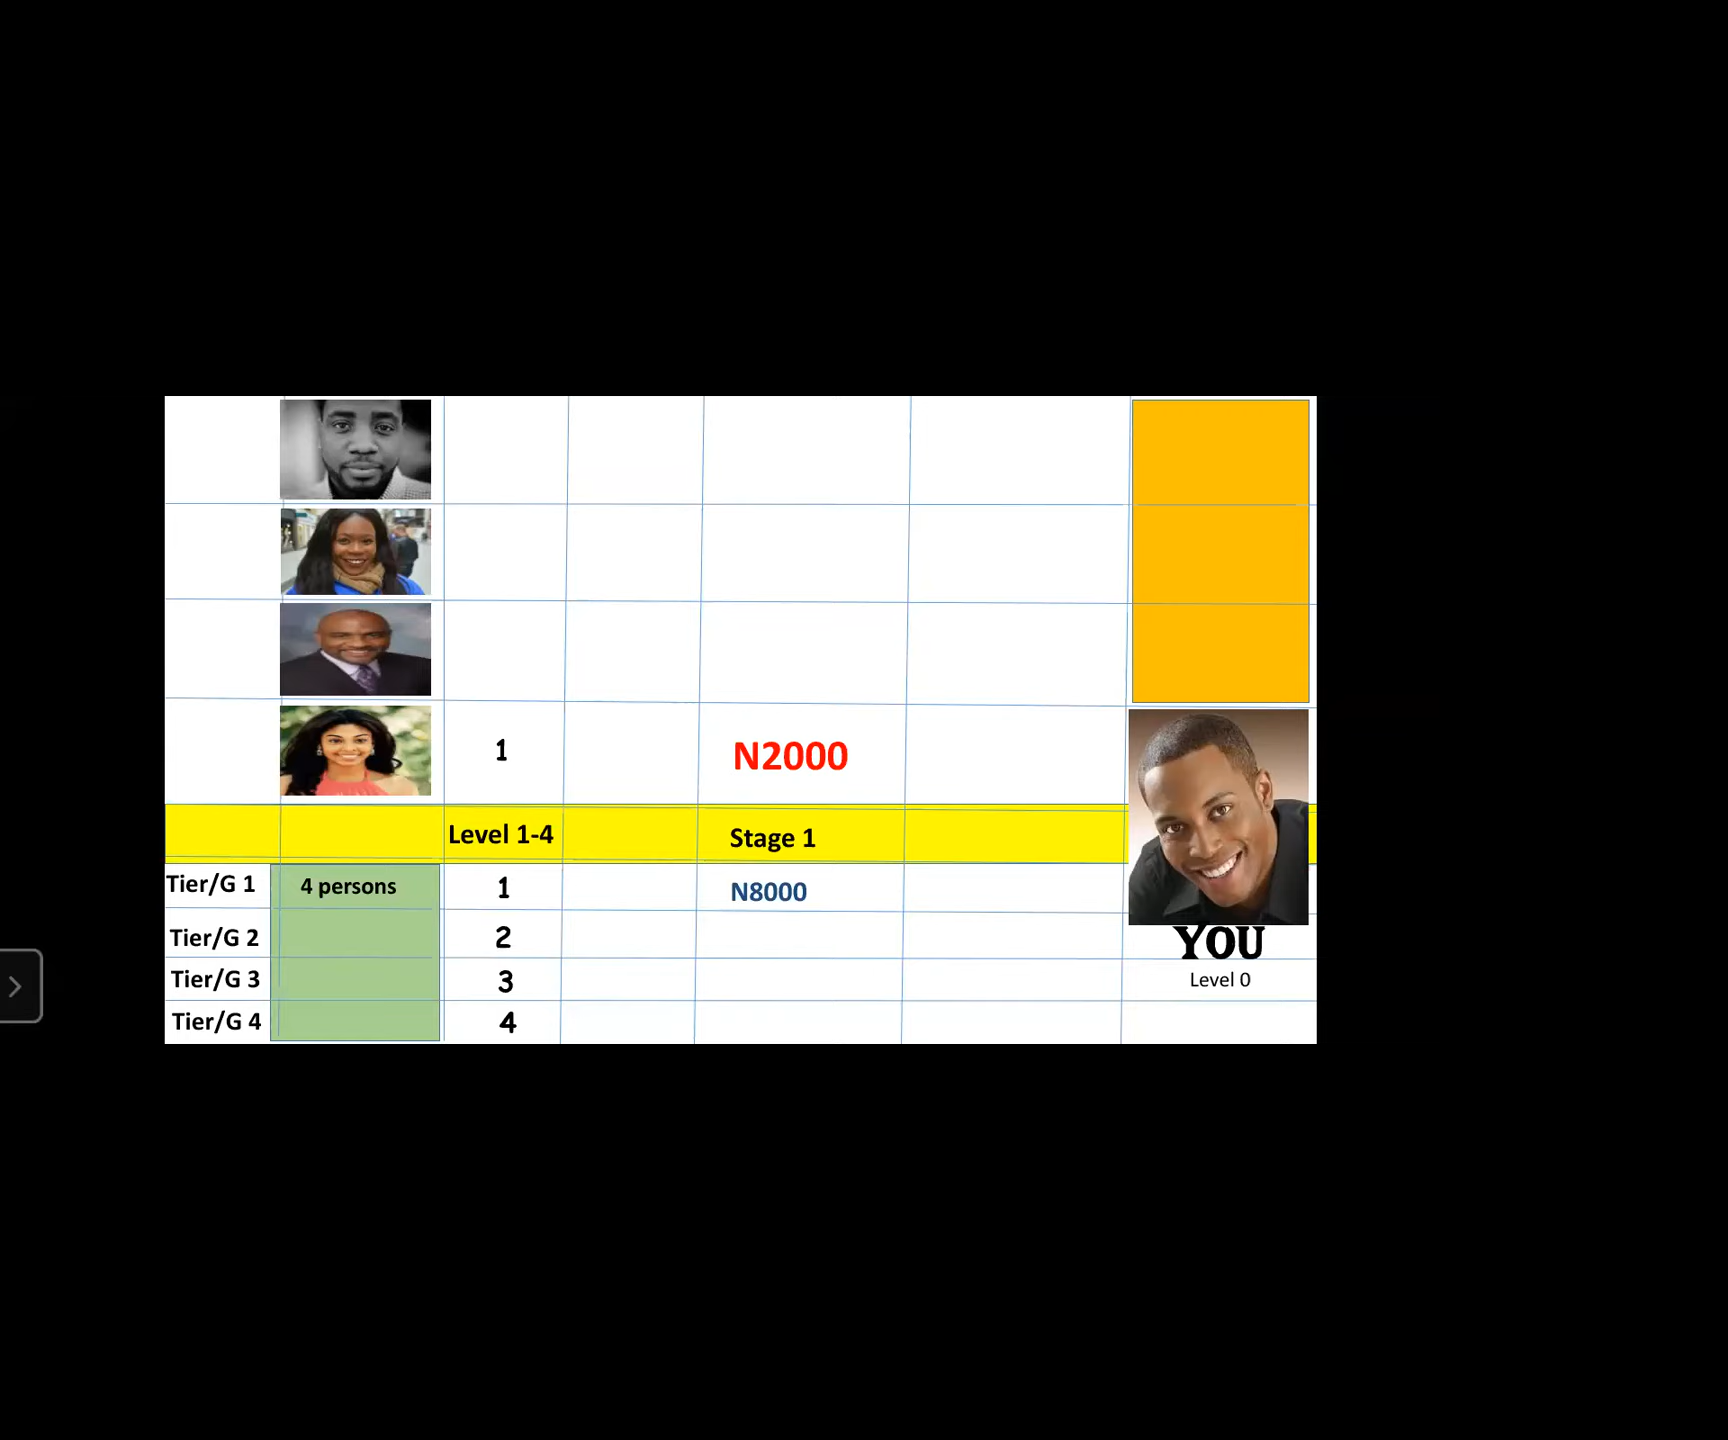 1 N2000
Level 1-4 Stage 1
Tier/G 1 4 persons 1 N8000
Tier/G 2 2 YOU
Tier/G 3 3 Level 0
Tier/G 4 4